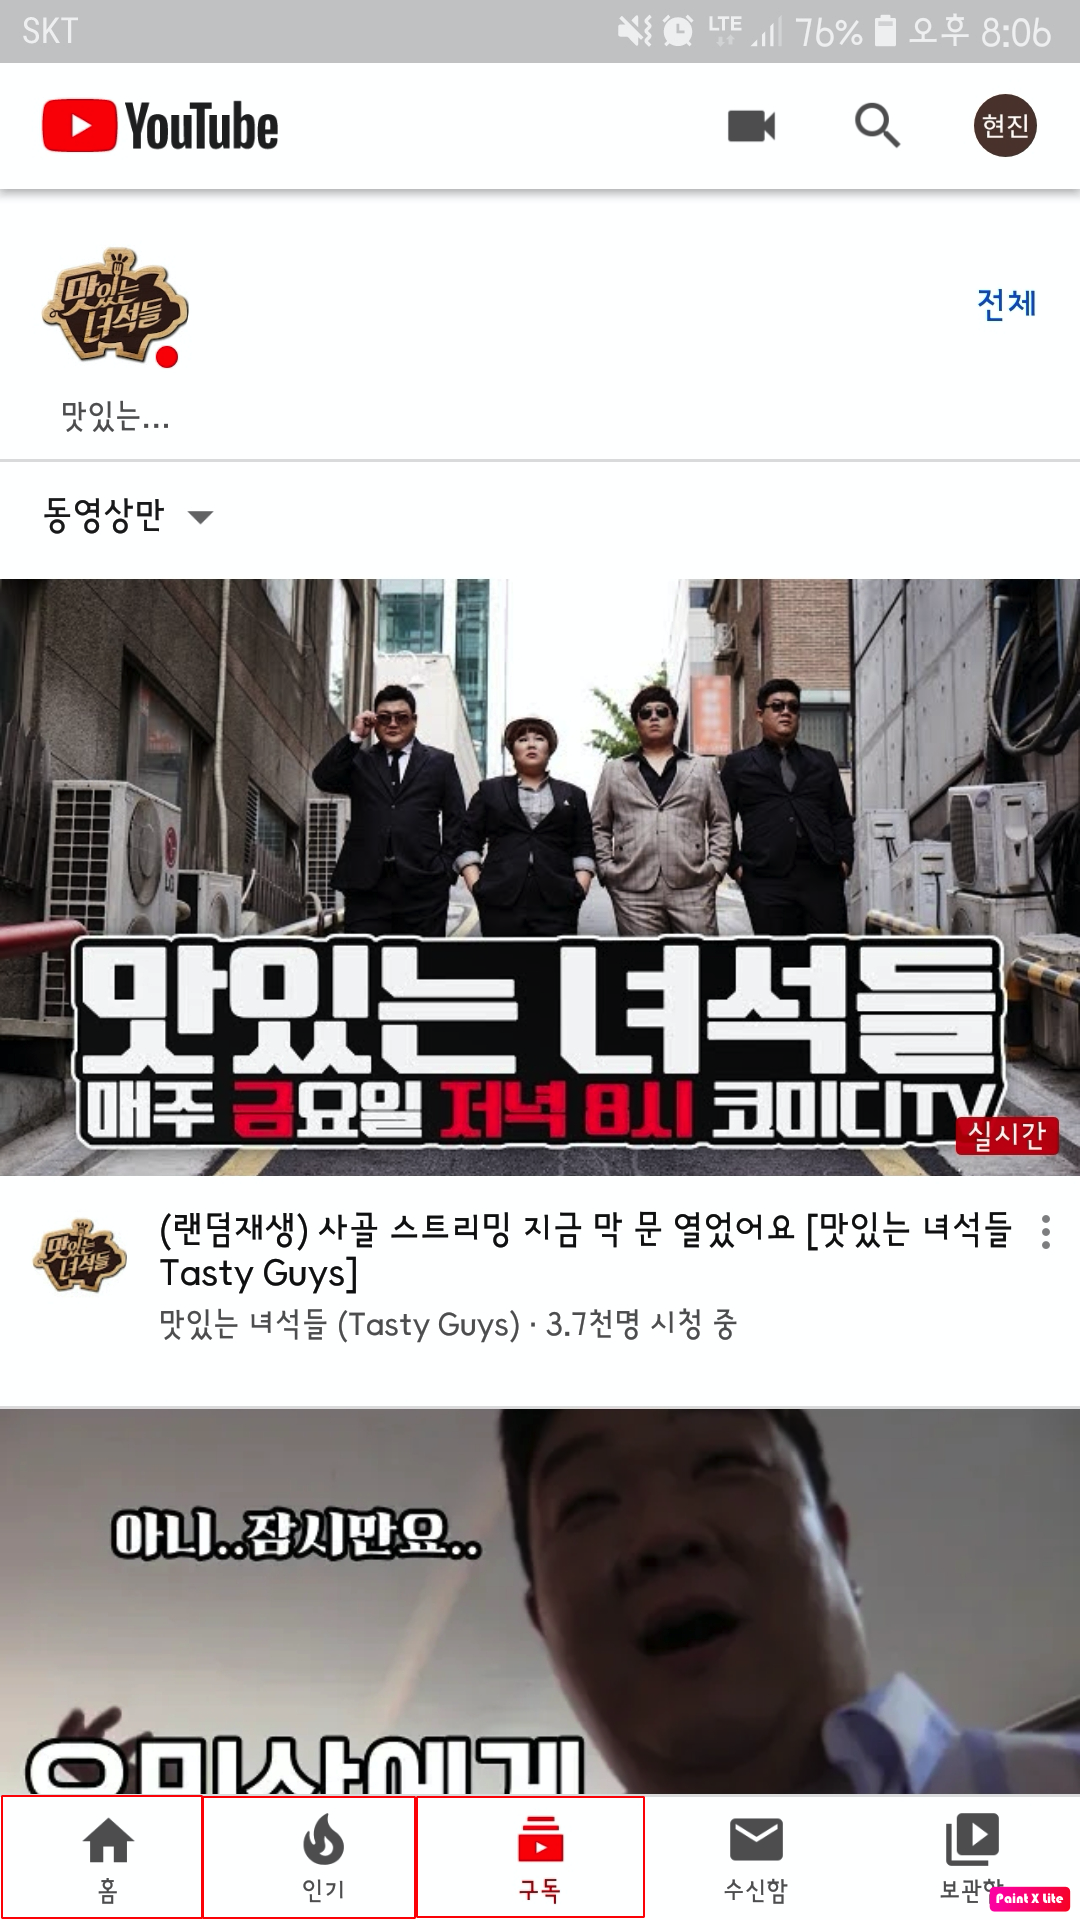 SKT LTE 76% 오후 8:06
YouTube 현진
맛있는
녀석들
전체
맛있는...
동영상만
LG
맛있는 녀석들
매주 금요일 저녁 8시 코미디TV
실시간
맛있는
녀석들
(랜덤재생) 사골 스트리밍 지금 막 문 열었어요 [맛있는 녀석들
Tasty Guys]
맛있는 녀석들 (Tasty Guys) · 3.7천명 시청 중
아니..잠시만요..
유민상에게
홈 인기 구독 수신함 보관함
Paint X Lite